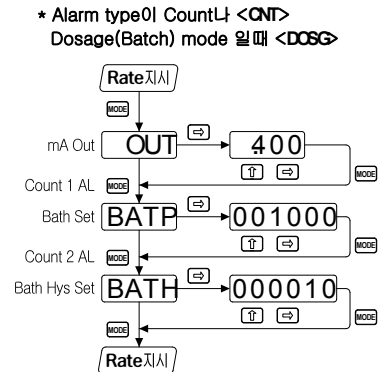 * Alarm type이 Count나 <CNT>
Dosage(Batch) mode 일때 <DOSG>
Rate지시
MODE
mA Out OUT ⇨ 4.00
⇧ ⇨ MODE
Count 1 AL MODE
Bath Set BATP ⇨ 001000
⇧ ⇨ MODE
Count 2 AL MODE
Bath Hys Set BATH ⇨ 000010
⇧ ⇨ MODE
MODE
Rate지시